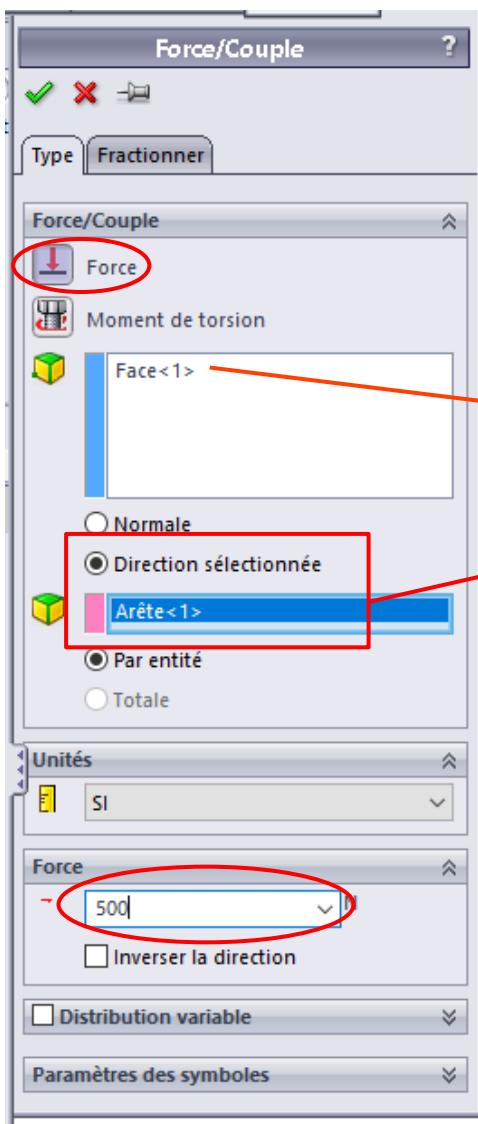 Force/Couple ?
Type Fractionner
Force/Couple
Force
Moment de torsion
Face<1>
Normale
Direction sélectionnée
Arête<1>
Par entité
Totale
Unités
SI
Force
500 N
Inverser la direction
Distribution variable
Paramètres des symboles